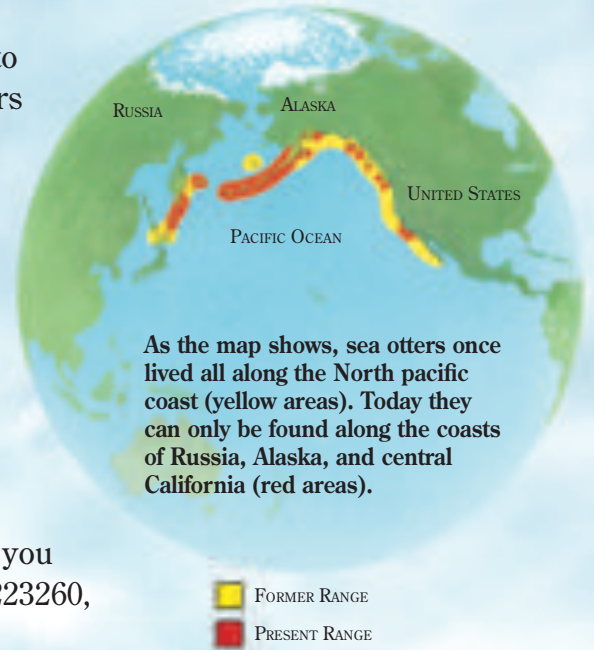 to
rs
RUSSIA
ALASKA
UNITED STATES
PACIFIC OCEAN
As the map shows, sea otters once
lived all along the North pacific
coast (yellow areas). Today they
can only be found along the coasts
of Russia, Alaska, and central
California (red areas).
you
223260,
FORMER RANGE
PRESENT RANGE